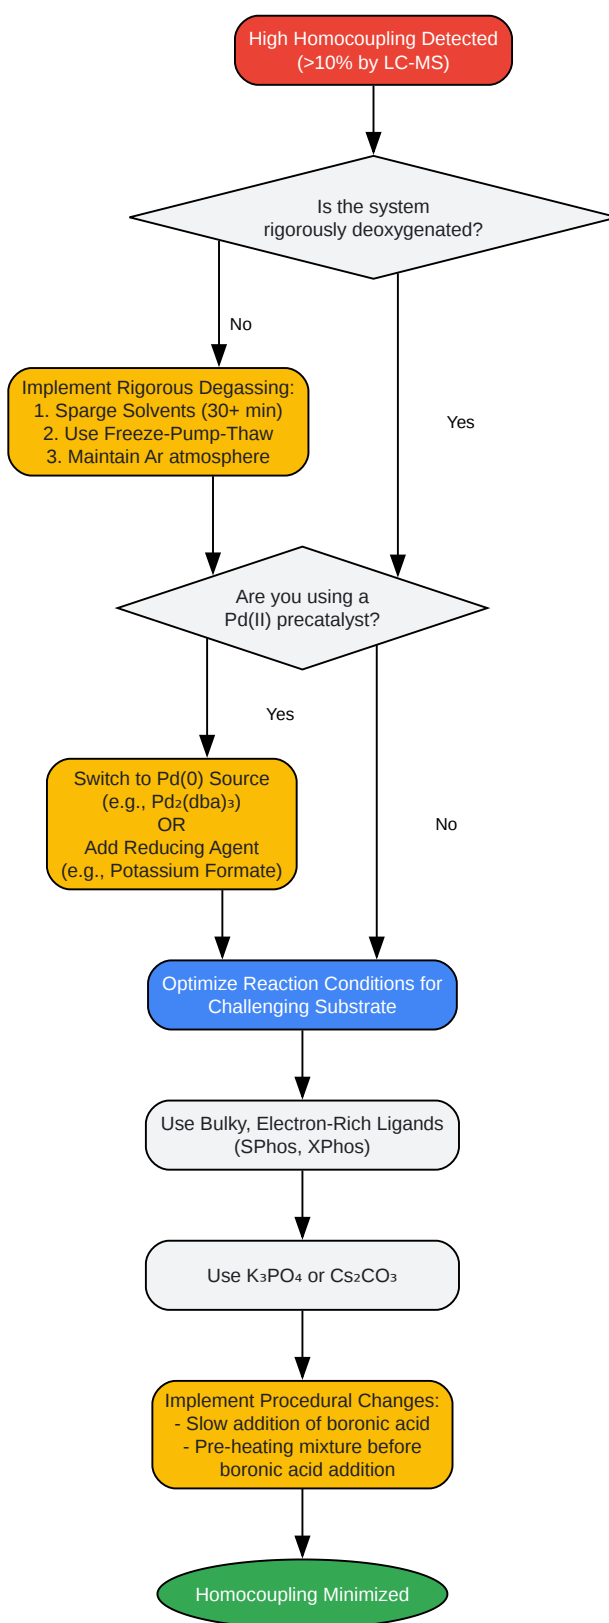 High Homocoupling Detected
(>10% by LC-MS)
Is the system
rigorously deoxygenated?
No
Implement Rigorous Degassing:
1. Sparge Solvents (30+ min)
2. Use Freeze-Pump-Thaw
3. Maintain Ar atmosphere
Yes
Are you using a
Pd(II) precatalyst?
Yes
Switch to Pd(0) Source
(e.g., Pd₂(dba)₃)
OR
Add Reducing Agent
(e.g., Potassium Formate)
No
Optimize Reaction Conditions for
Challenging Substrate
Use Bulky, Electron-Rich Ligands
(SPhos, XPhos)
Use K₃PO₄ or Cs₂CO₃
Implement Procedural Changes:
- Slow addition of boronic acid
- Pre-heating mixture before
boronic acid addition
Homocoupling Minimized